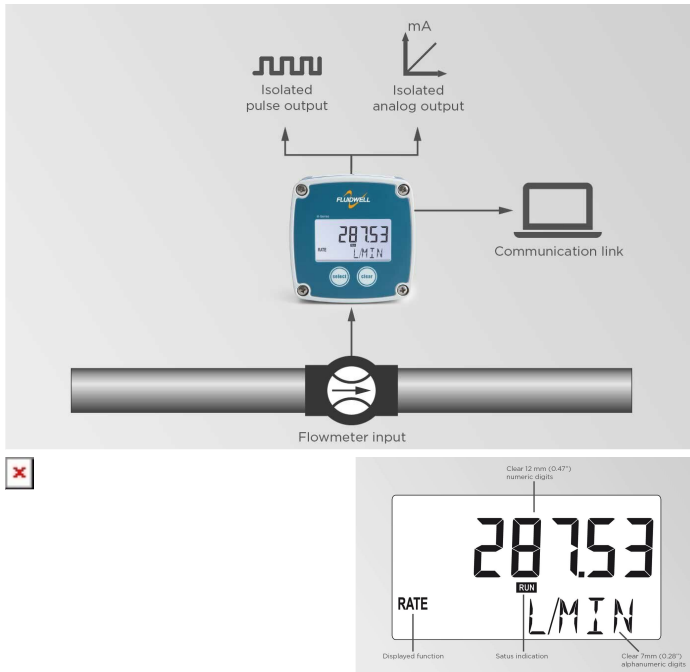 mA
Isolated
pulse output
Isolated
analog output
FLUIDWELL
287.53
RATE
RUN
L/MIN
select
clear
Communication link
Flowmeter input
Clear 12 mm (0.47")
numeric digits
287.53
RUN
RATE
L/MIN
Displayed function
Satus indication
Clear 7mm (0.28")
alphanumeric digits